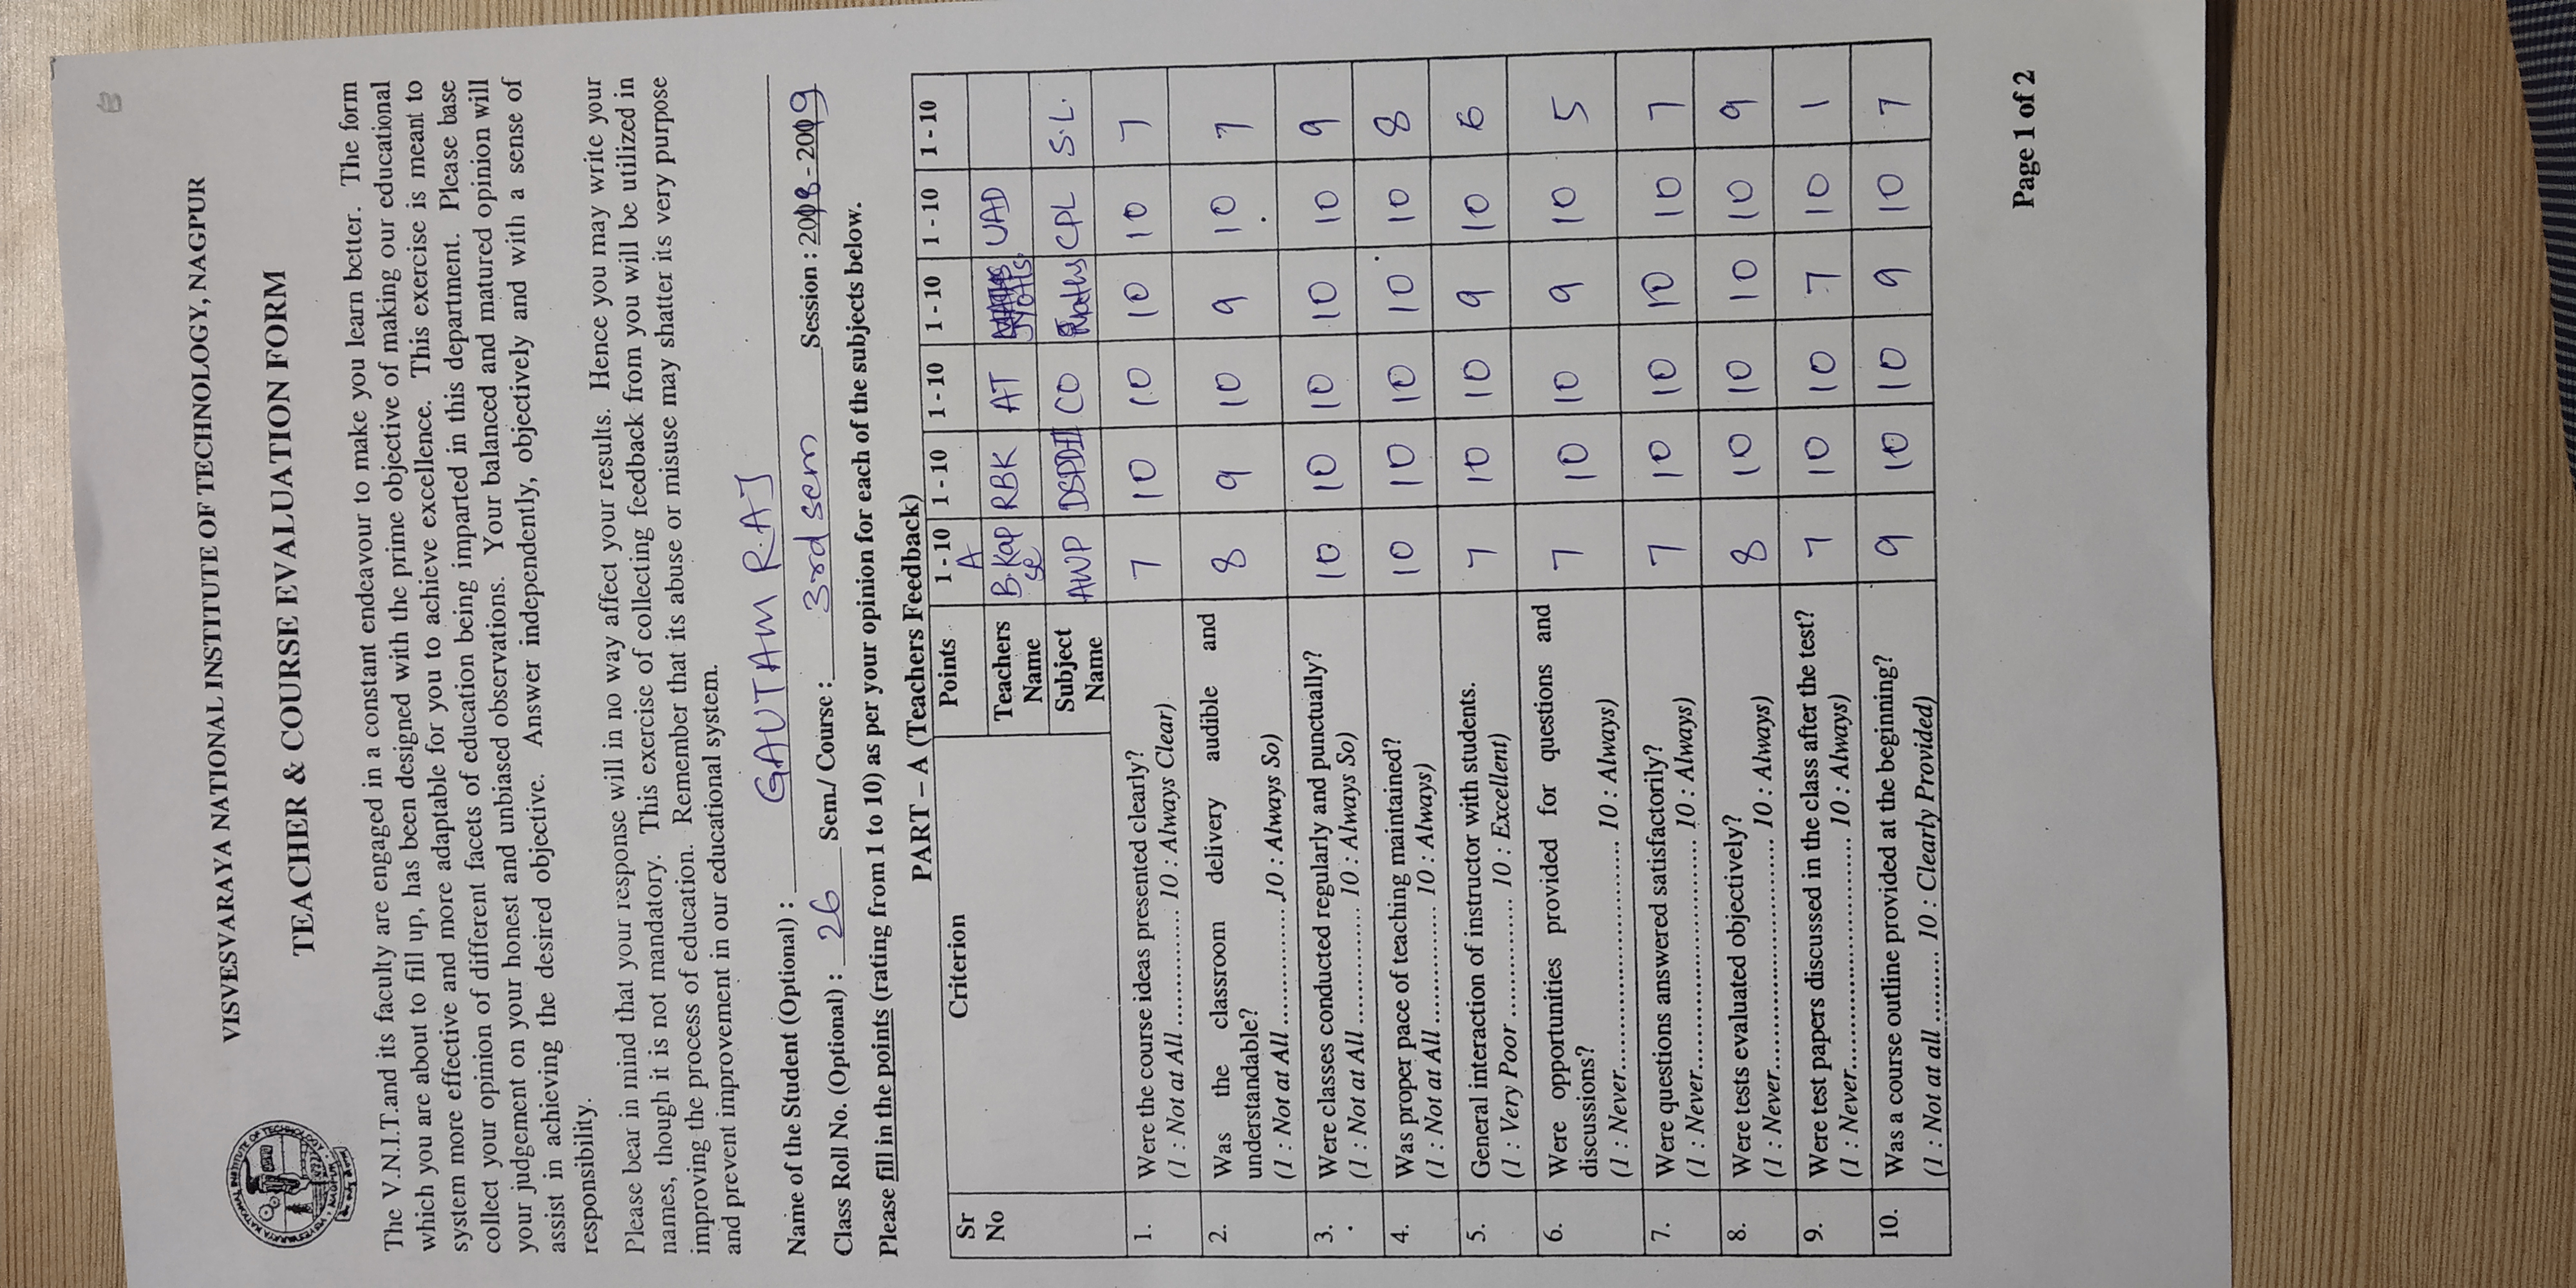 VISVESVARAYA NATIONAL INSTITUTE OF TECHNOLOGY, NAGPUR
TEACHER & COURSE EVALUATION FORM
The V.N.I.T.and its faculty are engaged in a constant endeavour to make you learn better. The form
which you are about to fill up, has been designed with the prime objective of making our educational
system more effective and more adaptable for you to achieve excellence. This exercise is meant to
collect your opinion of different facets of education being imparted in this department. Please base
your judgement on your honest and unbiased observations. Your balanced and matured opinion will
assist in achieving the desired objective. Answer independently, objectively and with a sense of
responsibility.
Please bear in mind that your response will in no way affect your results. Hence you may write your
names, though it is not mandatory. This exercise of collecting feedback from you will be utilized in
improving the process of education. Remember that its abuse or misuse may shatter its very purpose
and prevent improvement in our educational system.
Name of the Student (Optional) : GAUTAM RAJ
Class Roll No. (Optional) : 26 Sem./ Course : 3rd sem Session : 2018-2019
Please fill in the points (rating from 1 to 10) as per your opinion for each of the subjects below.
PART – A (Teachers Feedback)
Sr No Criterion Points 1 - 10 1 - 10 1 - 10 1 - 10 1 - 10 1 - 10
Teachers Name A B.Kapse RBK AT UAD
Subject Name AWP DSPDTI CO Maths CPL S.L.
1. Were the course ideas presented clearly? 7 10 10 10 10 7
(1 : Not at All .............. 10 : Always Clear)
2. Was the classroom delivery audible and 8 9 10 9 10 7
understandable?
(1 : Not at All .............. 10 : Always So)
3. Were classes conducted regularly and punctually? 10 10 10 10 10 9
(1 : Not at All .............. 10 : Always So)
4. Was proper pace of teaching maintained? 10 10 10 10 10 8
(1 : Not at All .............. 10 : Always)
5. General interaction of instructor with students. 7 10 10 9 10 6
(1 : Very Poor .............. 10 : Excellent)
6. Were opportunities provided for questions and 7 10 10 9 10 5
discussions?
(1 : Never.............................. 10 : Always)
7. Were questions answered satisfactorily? 7 10 10 10 10 7
(1 : Never.............................. 10 : Always)
8. Were tests evaluated objectively? 8 10 10 10 10 9
(1 : Never.............................. 10 : Always)
9. Were test papers discussed in the class after the test? 7 10 10 7 10 1
(1 : Never.............................. 10 : Always)
10. Was a course outline provided at the beginning? 9 10 10 9 10 7
(1 : Not at all ......... 10 : Clearly Provided)
Page 1 of 2